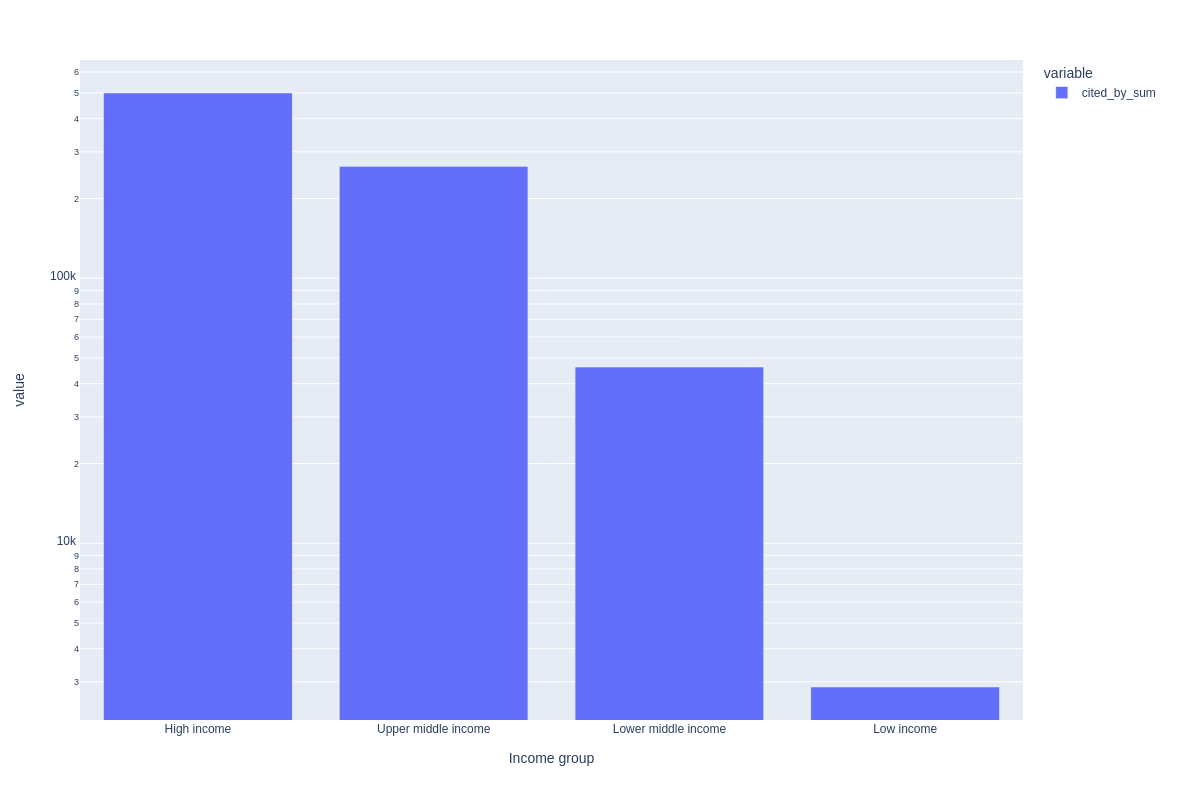 variable
cited_by_sum
6
5
4
3
2
100k
9
8
7
6
5
4
3
2
10k
9
8
7
6
5
4
3
value
High income
Upper middle income
Lower middle income
Low income
Income group